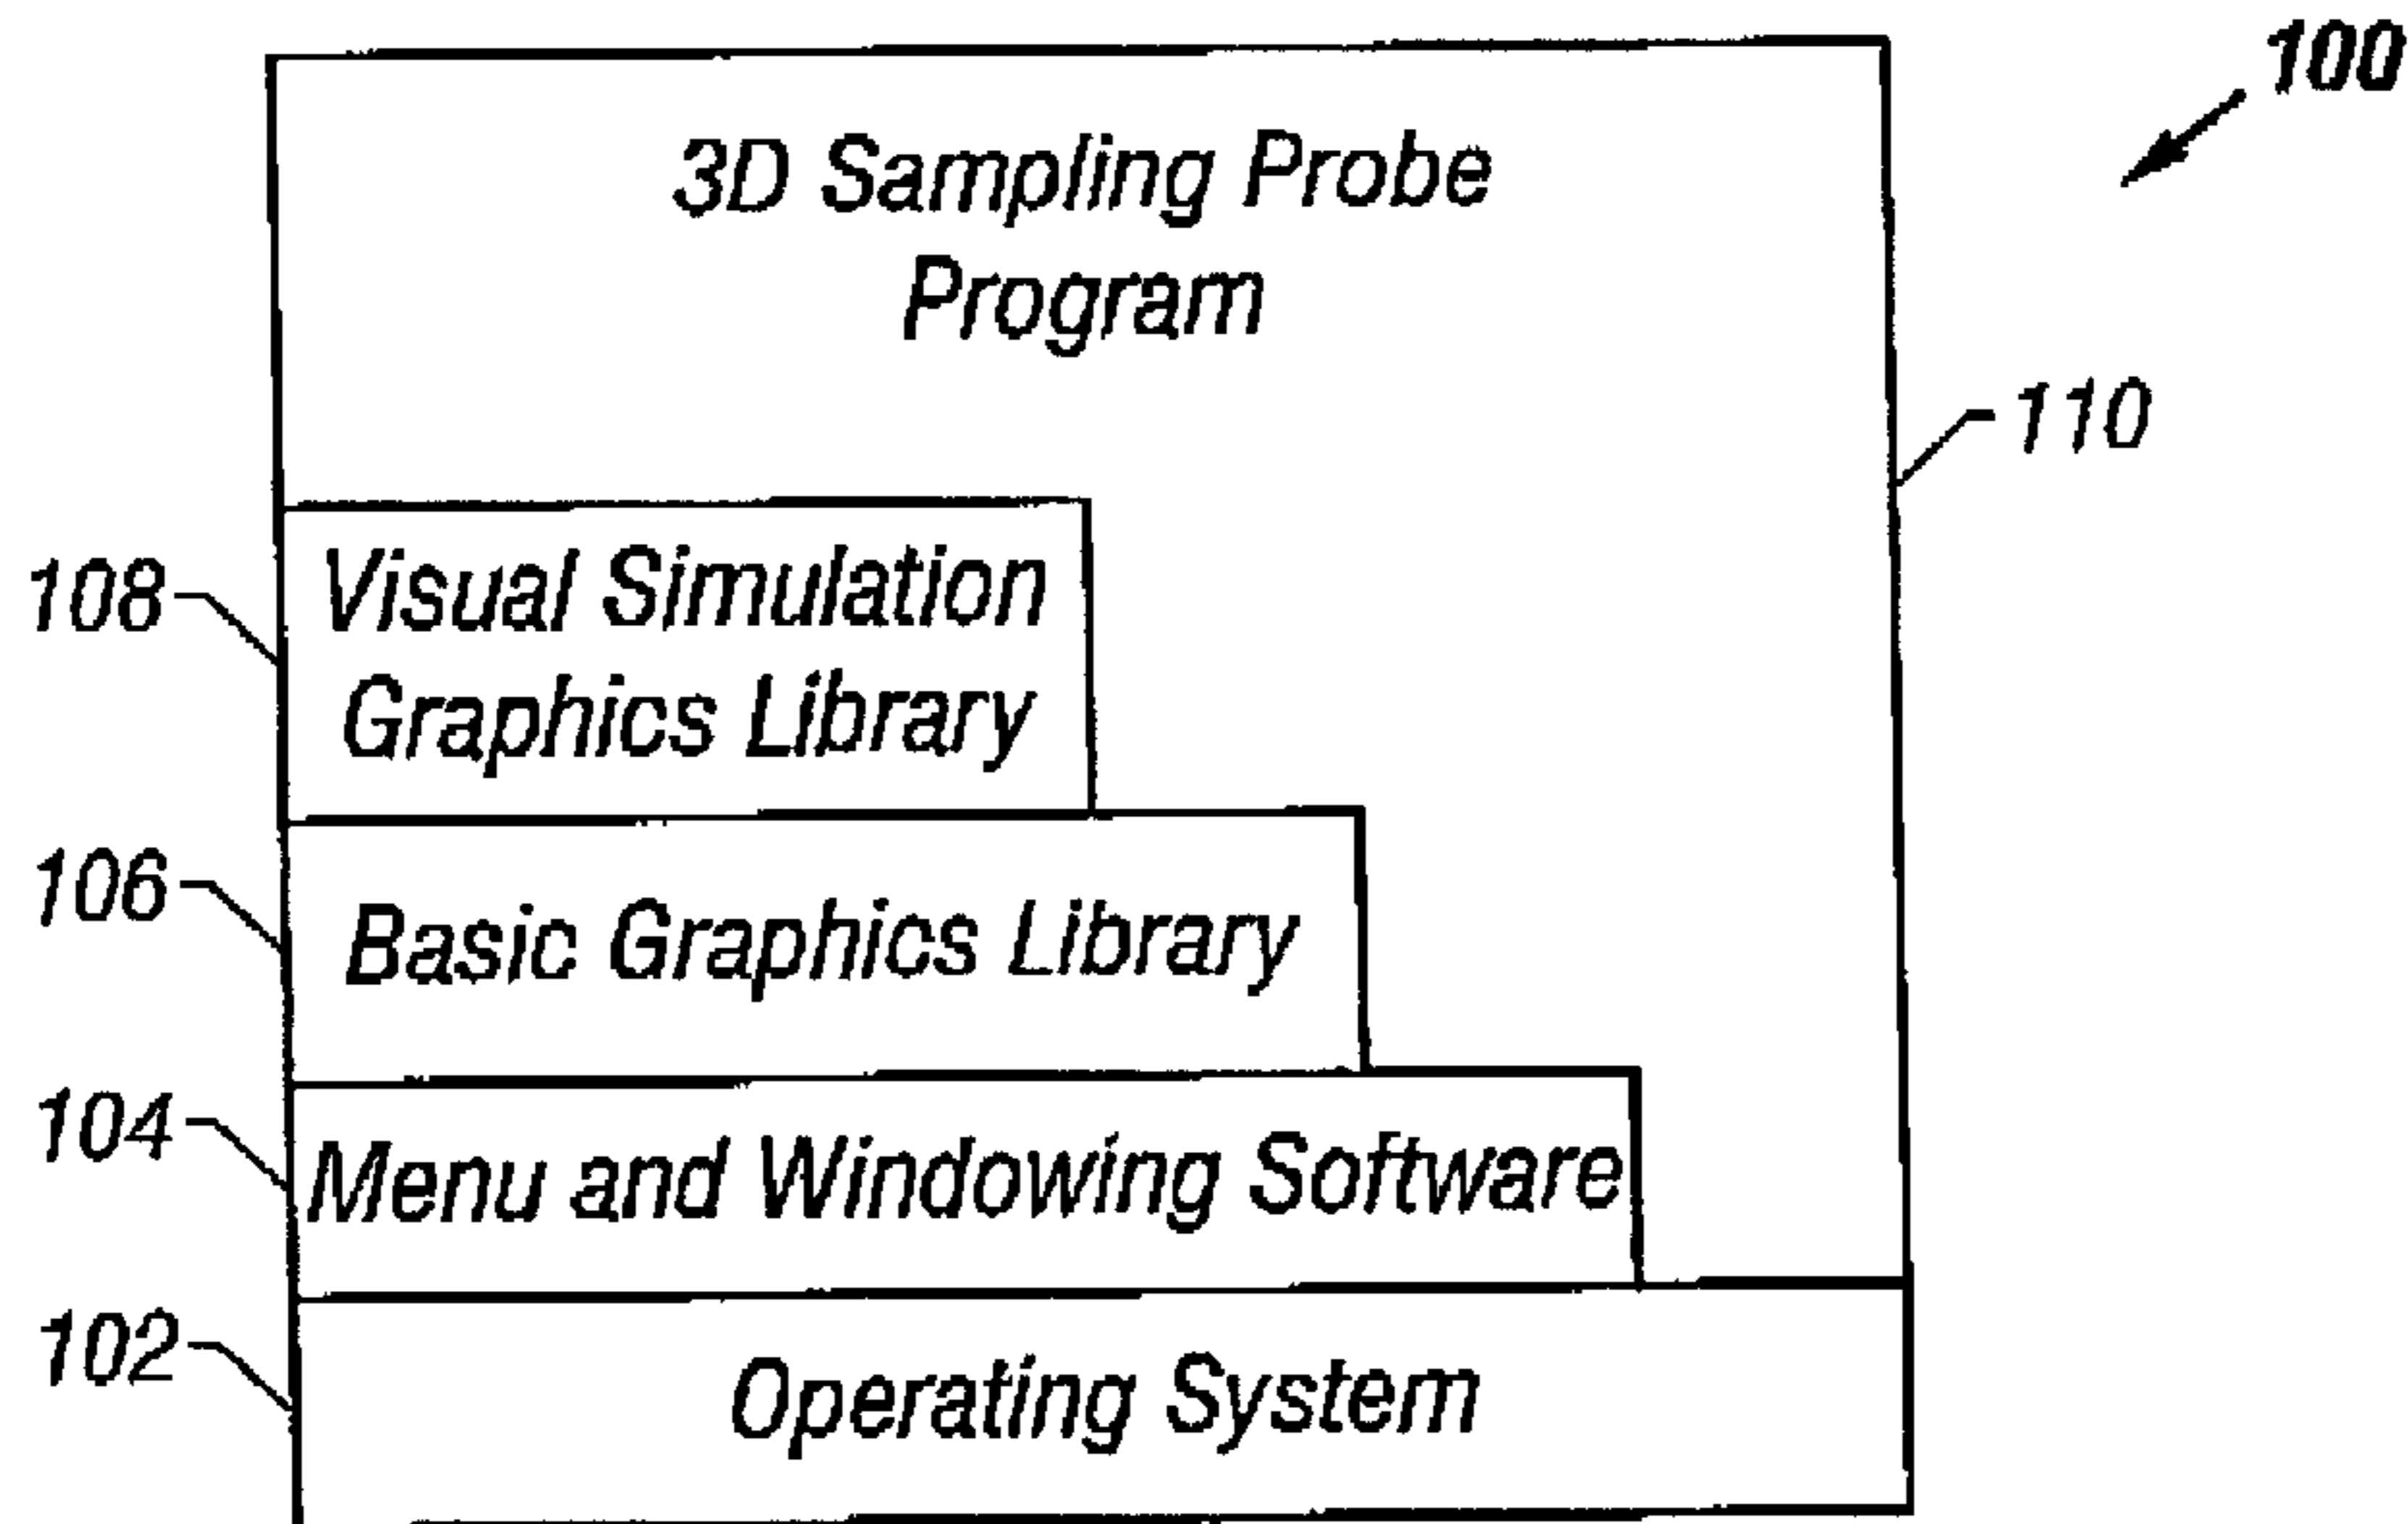 100
3D Sampling Probe
Program
110
108
Visual Simulation
Graphics Library
106
Basic Graphics Library
104
Menu and Windowing Software
102
Operating System